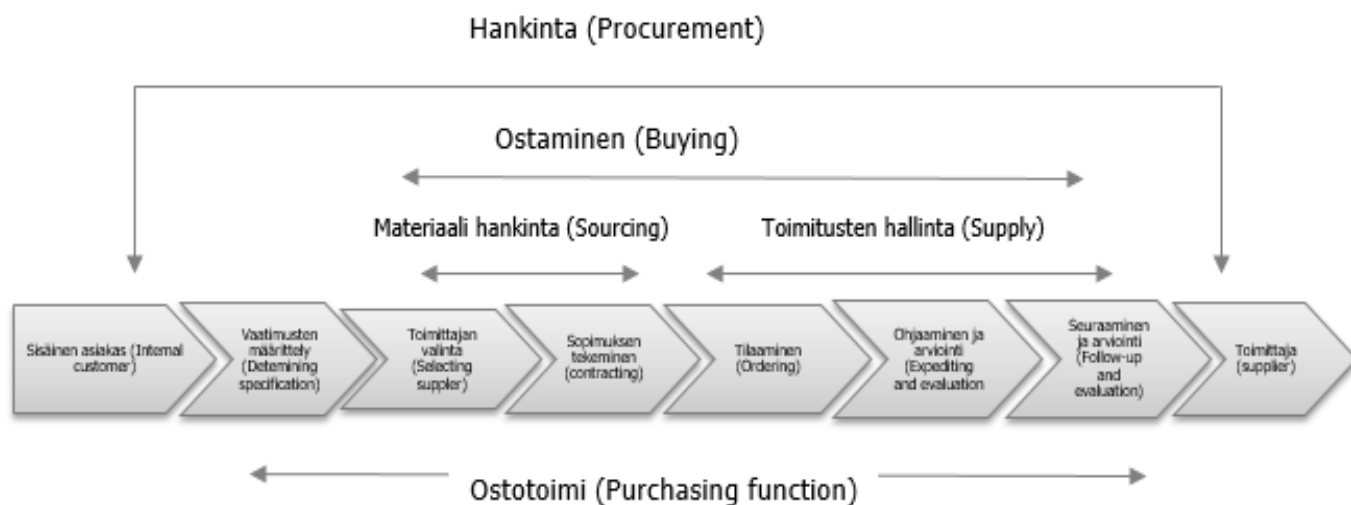 Hankinta (Procurement)
Ostaminen (Buying)
Materiaali hankinta (Sourcing)
Toimitusten hallinta (Supply)
Sisäinen asiakas (Internal
customer)
Vaatimusten
määrittely
(Detemining
specification)
Toimittajan
valinta
(Selecting
suppler)
Sopimuksen
tekeminen
(contracting)
Tilaaminen
(Ordering)
Ohjaaminen ja
arviointi
(Expediting
and evaluation
Seuraaminen
ja arviointi
(Follow-up
and
evaluation)
Toimittaja
(supplier)
Ostotoimi (Purchasing function)